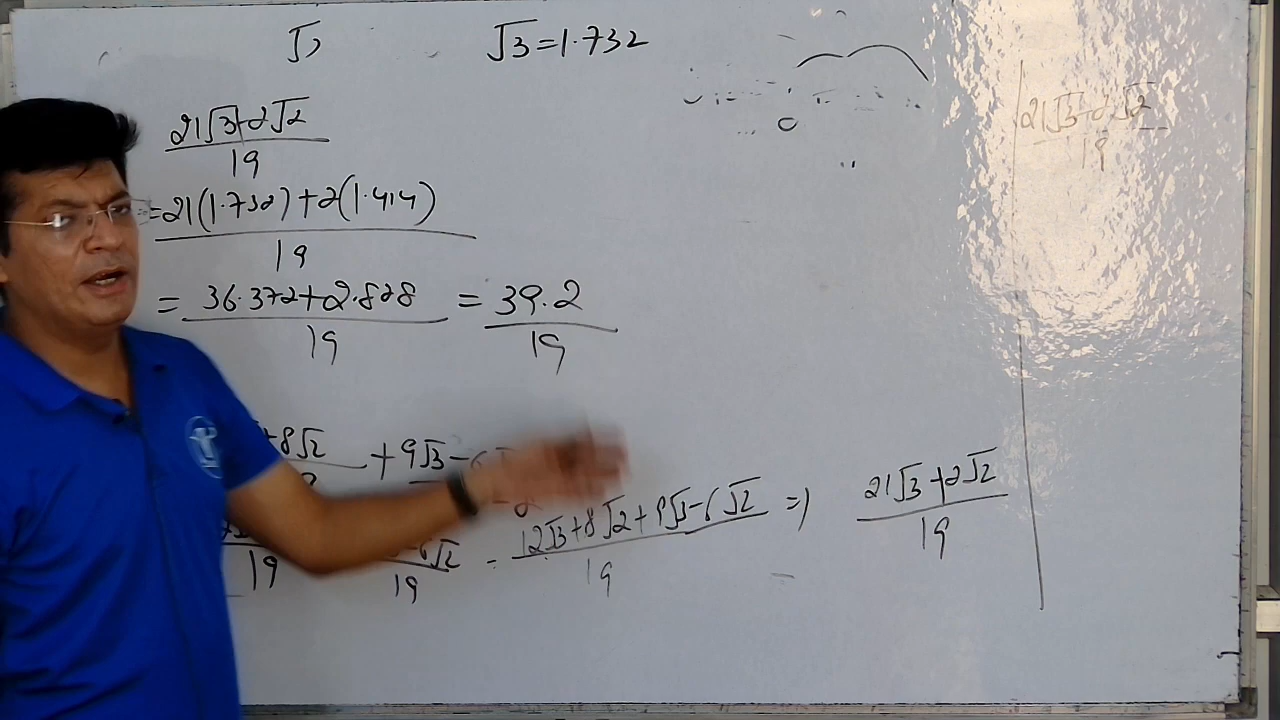 √3=1.732
21√3+2√2
19
=21(1.732)+2(1.414)
19
= 36.372+2.828 = 39.2
19 19
+8√2 + 9√3-6
-6√2 = 12√3+8√2+9√3-6√2 => 21√3+2√2
19 19 19 19
21√3+2√2
19